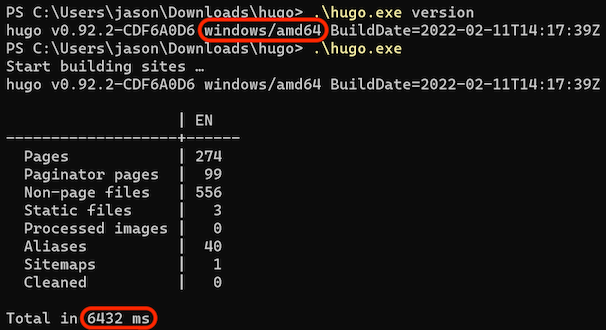 PS C:\Users\jason\Downloads\hugo> .\hugo.exe version
hugo v0.92.2-CDF6A0D6 windows/amd64 BuildDate=2022-02-11T14:17:39Z
PS C:\Users\jason\Downloads\hugo> .\hugo.exe
Start building sites …
hugo v0.92.2-CDF6A0D6 windows/amd64 BuildDate=2022-02-11T14:17:39Z
| EN
-------------------+------
Pages | 274
Paginator pages | 99
Non-page files | 556
Static files | 3
Processed images | 0
Aliases | 40
Sitemaps | 1
Cleaned | 0
Total in 6432 ms